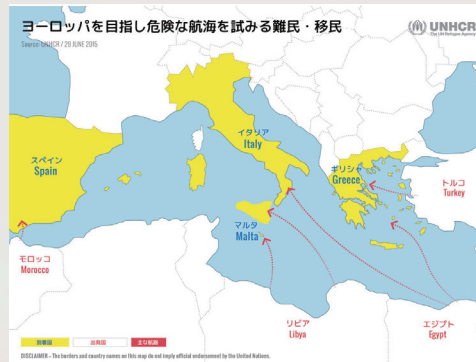 ヨーロッパを目指し危険な航海を試みる難民・移民
UNHCR
The UN Refugee Agency
Source: UNHCR / 29 JUNE 2015
イタリア
Italy
スペイン
Spain
ギリシャ
Greece
トルコ
Turkey
マルタ
Malta
モロッコ
Morocco
リビア
Libya
エジプト
Egypt
到着国
出発国
主な航路
DISCLAIMER - The borders and country names on this map do not imply official endorsement by the United Nations.